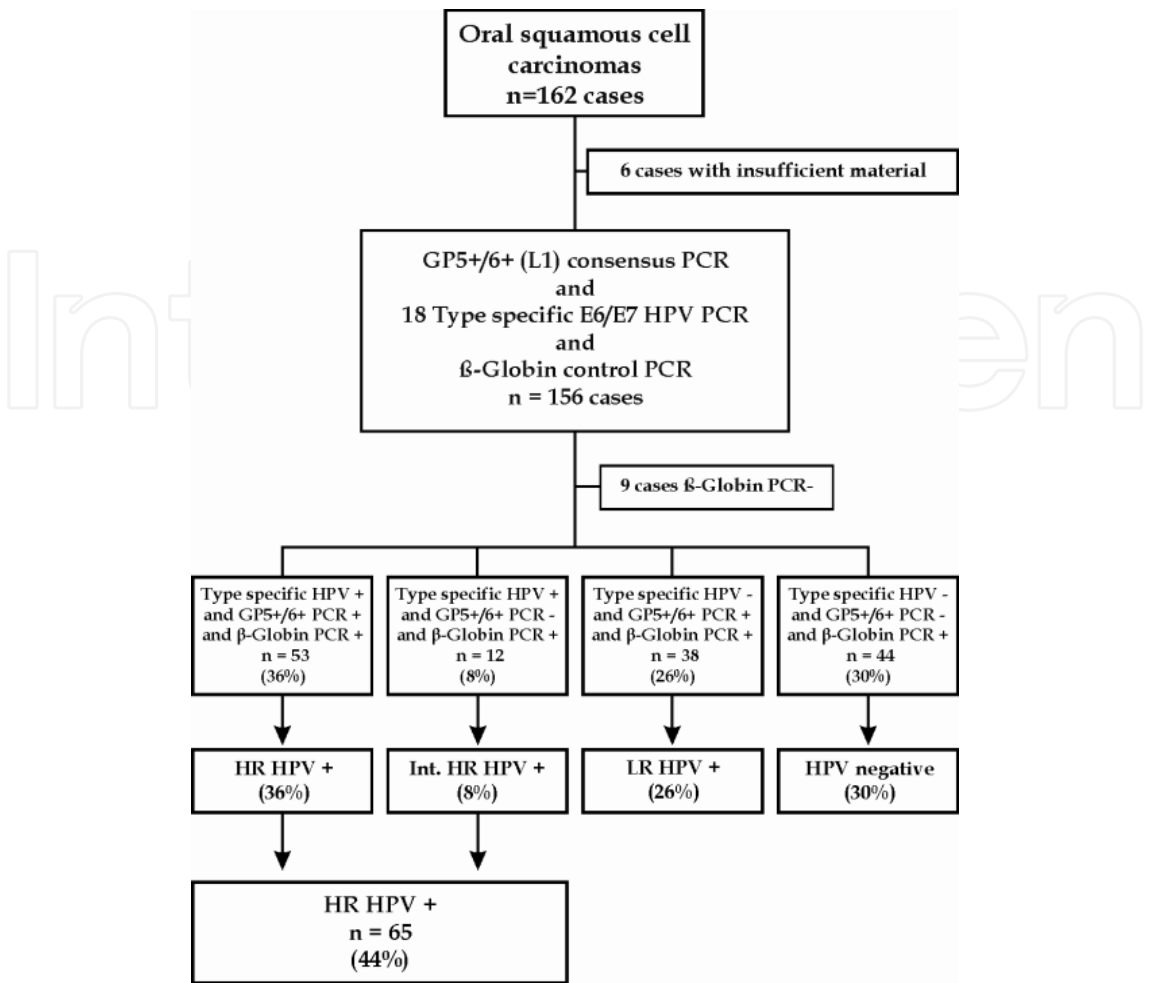 Oral squamous cell
carcinomas
n=162 cases
6 cases with insufficient material
GP5+/6+ (L1) consensus PCR
and
18 Type specific E6/E7 HPV PCR
and
ß-Globin control PCR
n = 156 cases
9 cases ß-Globin PCR-
Type specific HPV +
and GP5+/6+ PCR +
and β-Globin PCR +
n = 53
(36%)
Type specific HPV +
and GP5+/6+ PCR -
and β-Globin PCR +
n = 12
(8%)
Type specific HPV -
and GP5+/6+ PCR +
and β-Globin PCR +
n = 38
(26%)
Type specific HPV -
and GP5+/6+ PCR -
and β-Globin PCR +
n = 44
(30%)
HR HPV +
(36%)
Int. HR HPV +
(8%)
LR HPV +
(26%)
HPV negative
(30%)
HR HPV +
n = 65
(44%)